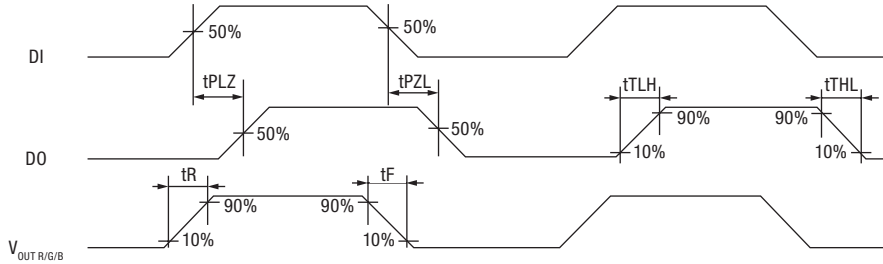 DI
50%
50%
tPLZ
tPZL
tTLH
tTHL
DO
50%
50%
90%
90%
10%
10%
tR
tF
90%
90%
10%
10%
VOUT R/G/B